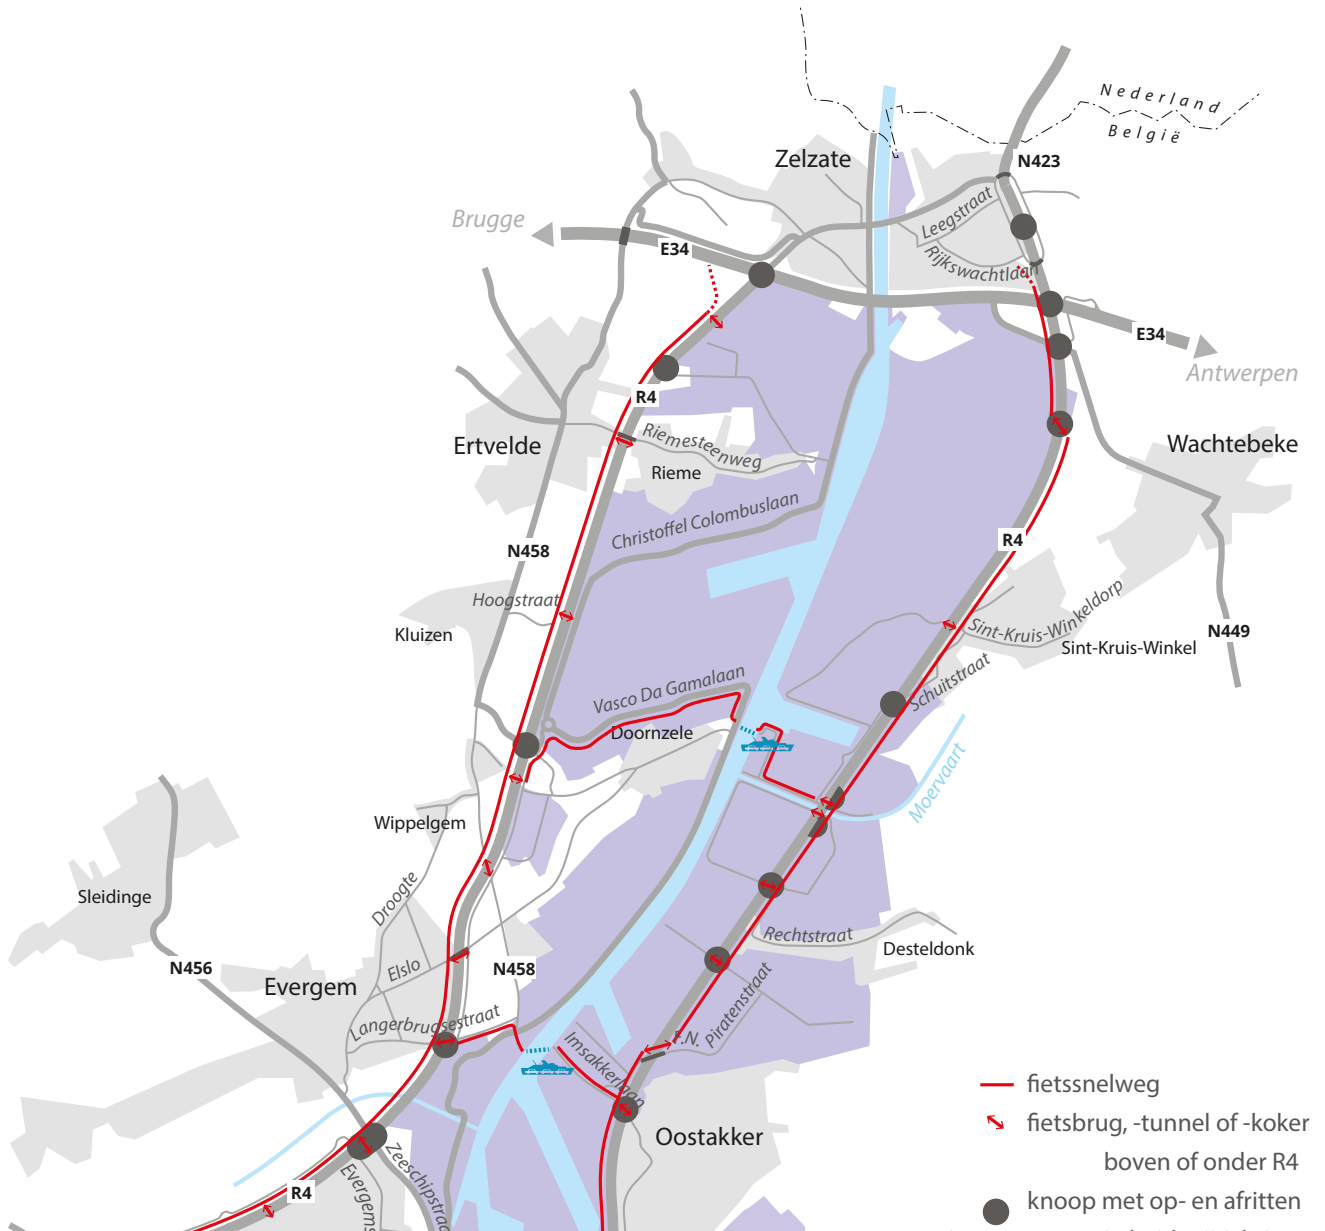 Nederland
België
Zelzate
N423
Leegstraat
Brugge
E34
Rijkswachtlaan
E34
Antwerpen
R4
Ertvelde
Riemesteenweg
Rieme
Wachtebeke
Christoffel Colombuslaan
N458
R4
Hoogstraat
Kluizen
Sint-Kruis-Winkeldorp
Sint-Kruis-Winkel
N449
Vasco Da Gamalaan
Schuitstraat
Doornzele
Moervaart
Wippelgem
Sleidinge
Droogte
Rechtstraat
Desteldonk
N456
Elslo
N458
Evergem
Langerbrugsestraat
F.N. Piratenstraat
Imsakkerlaan
Oostakker
Zeeschipstraa
Evergems
R4
fietssnelweg
fietsbrug, -tunnel of -koker
boven of onder R4
knoop met op- en afritten